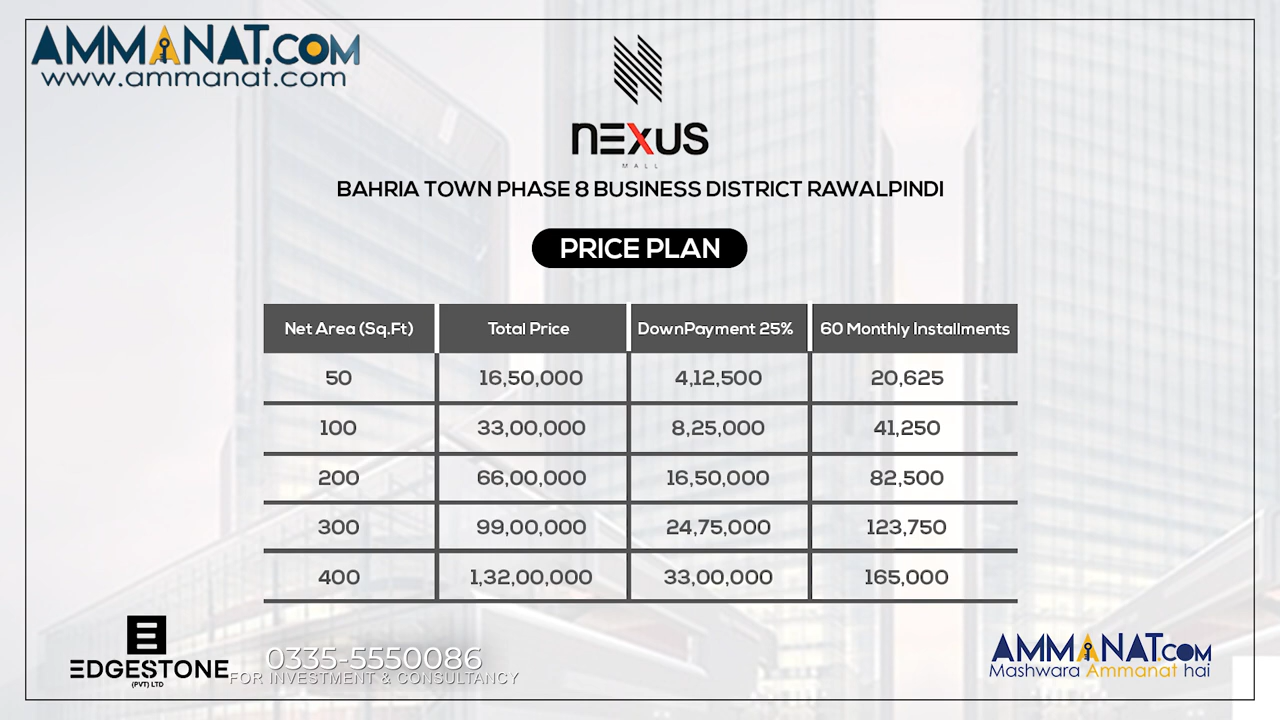 AMMANAT.COM
www.ammanat.com
NEXUS
MALL
BAHRIA TOWN PHASE 8 BUSINESS DISTRICT RAWALPINDI
PRICE PLAN
Net Area (Sq.Ft) Total Price DownPayment 25% 60 Monthly Installments
50 16,50,000 4,12,500 20,625
100 33,00,000 8,25,000 41,250
200 66,00,000 16,50,000 82,500
300 99,00,000 24,75,000 123,750
400 1,32,00,000 33,00,000 165,000
EDGESTONE
(PVT) LTD
0335-5550086
FOR INVESTMENT & CONSULTANCY
AMMANAT.COM
Mashwara Ammanat hai